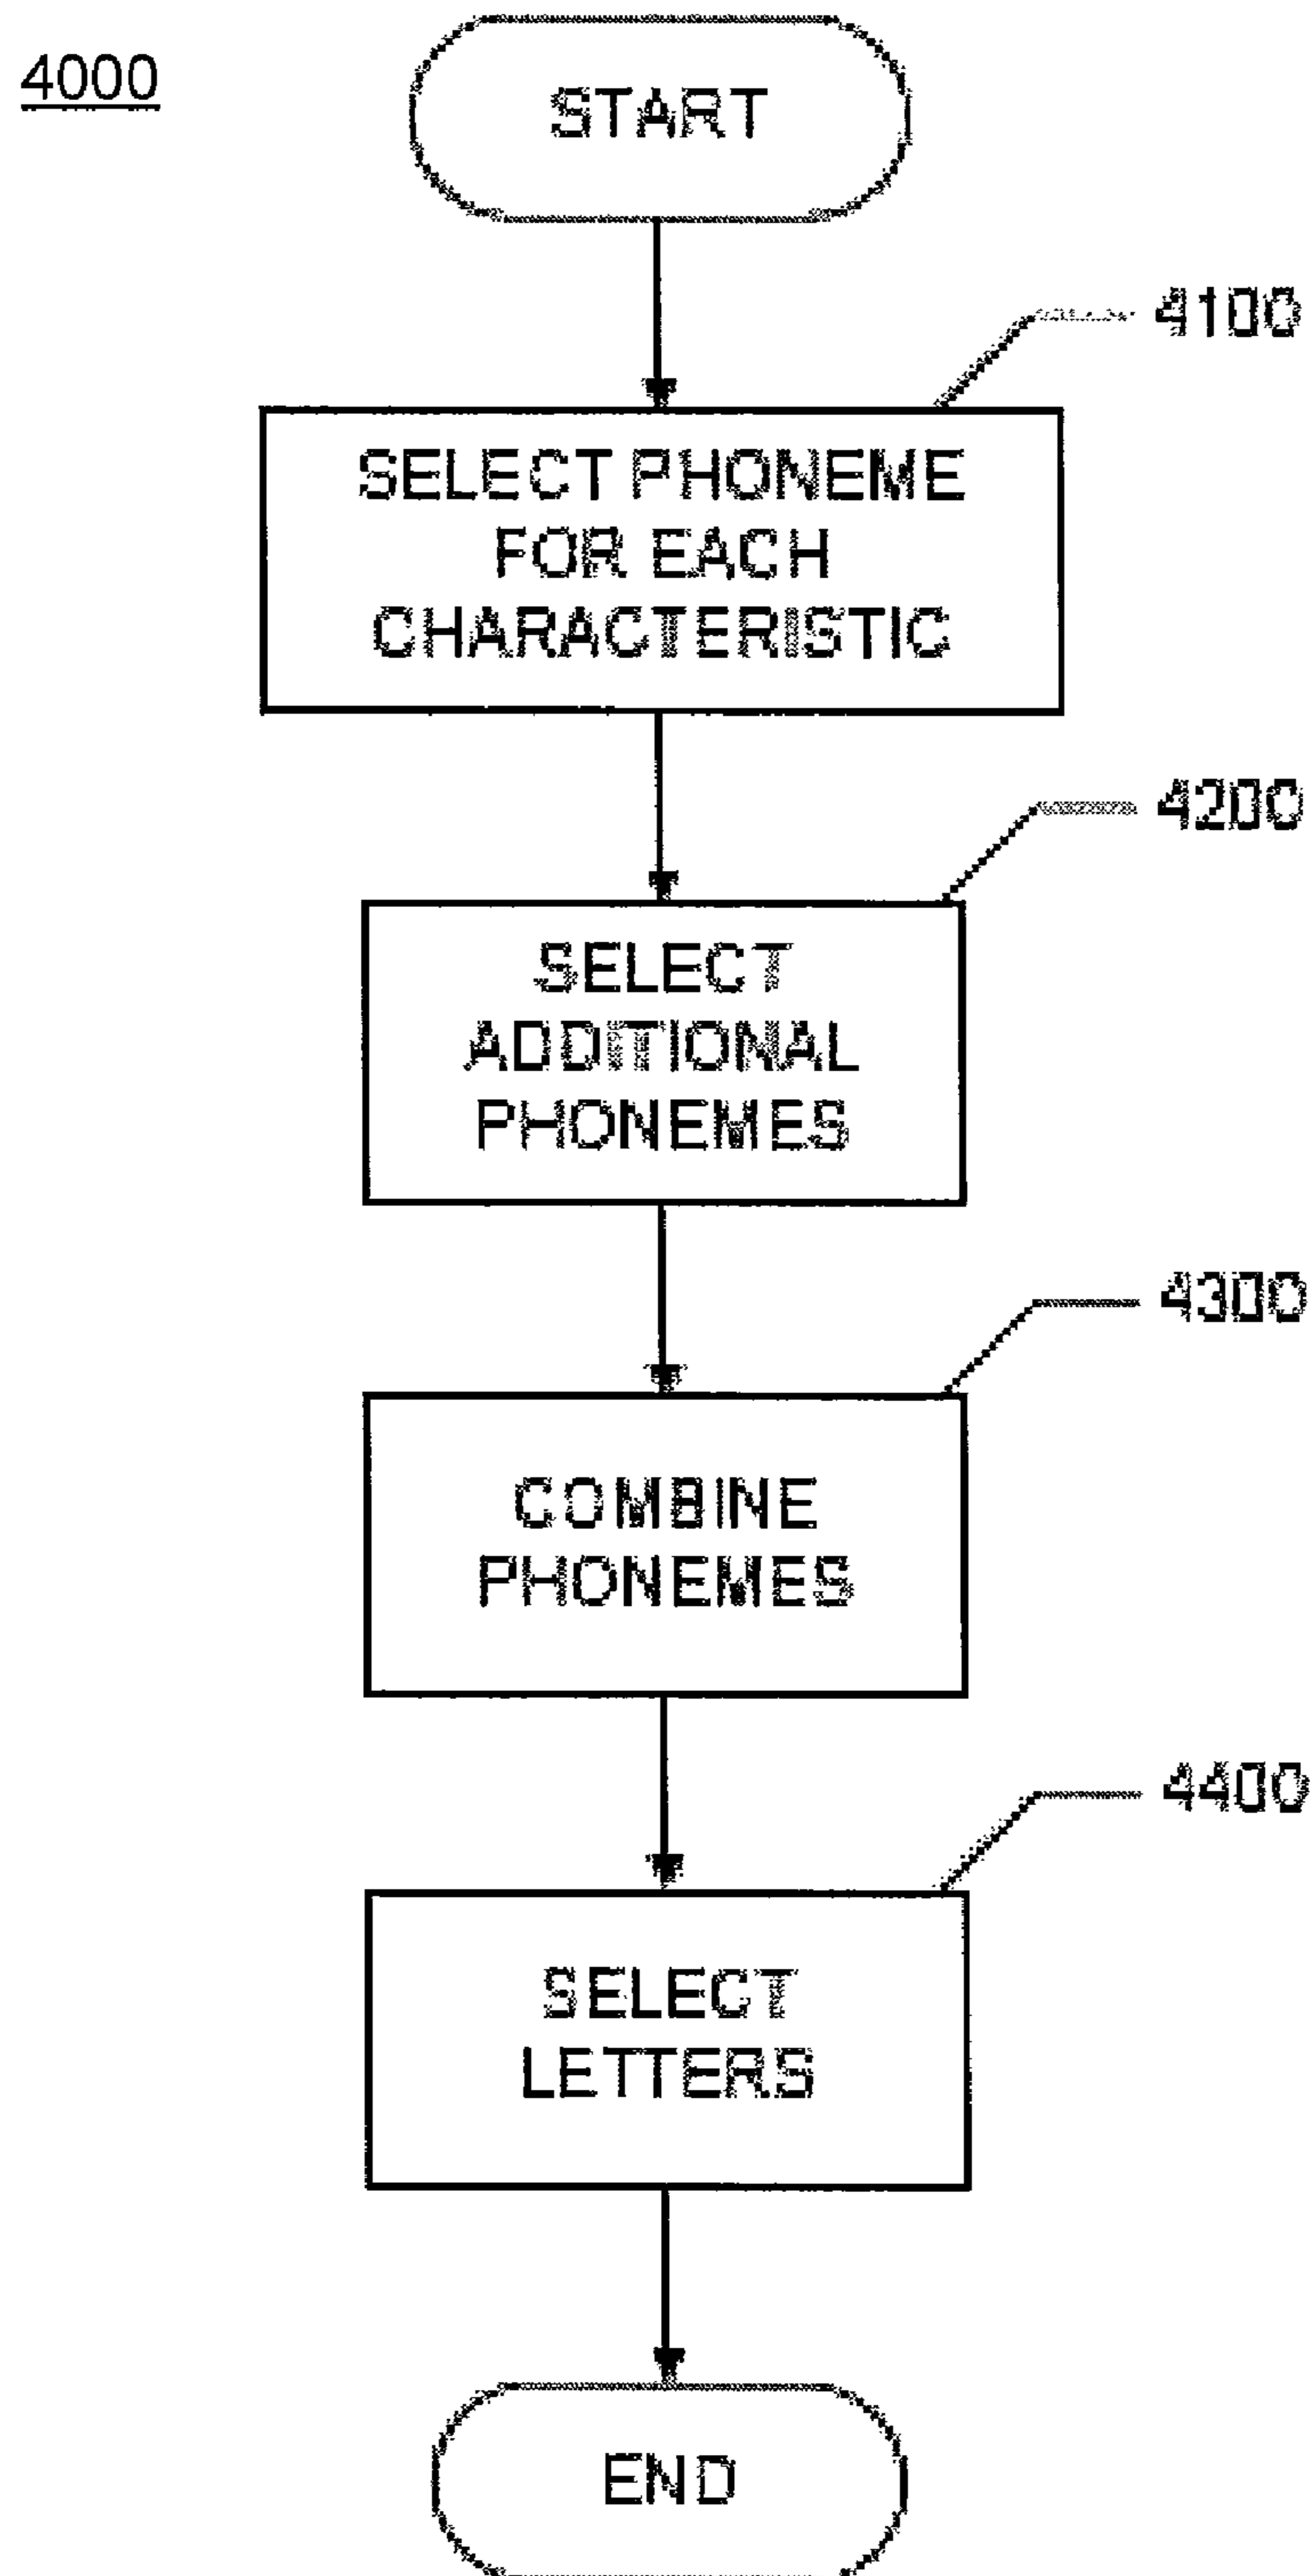 4000
START
4100
SELECT PHONEME
FOR EACH
CHARACTERISTIC
4200
SELECT
ADDITIONAL
PHONEMES
4300
COMBINE
PHONEMES
4400
SELECT
LETTERS
END